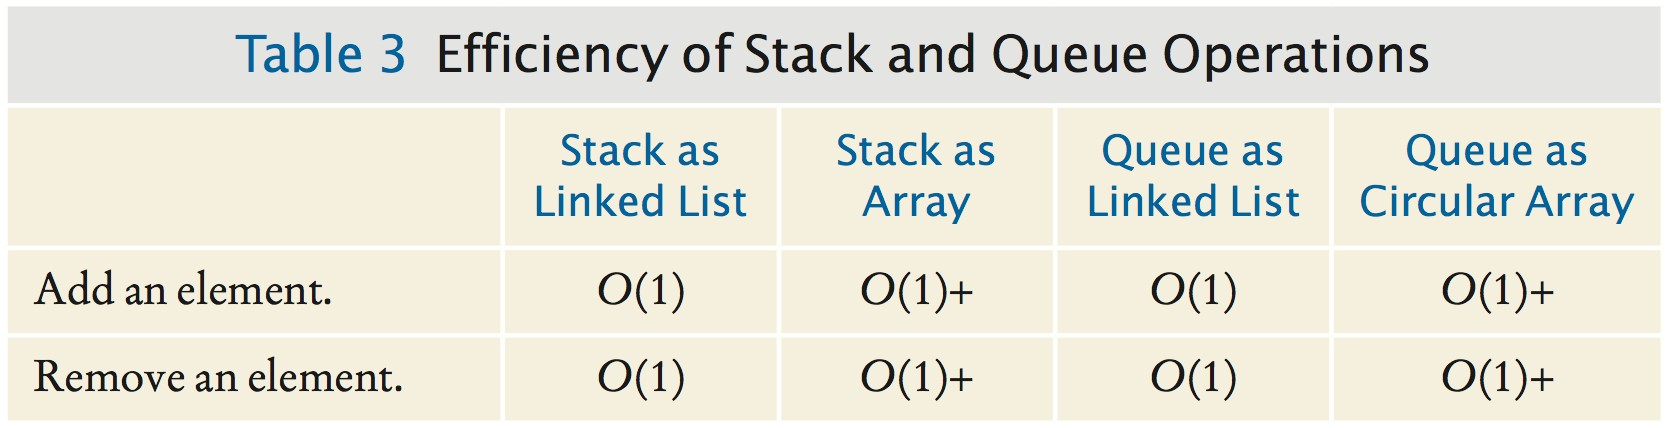 Table 3 Efficiency of Stack and Queue Operations
Stack as Linked List
Stack as Array
Queue as Linked List
Queue as Circular Array
Add an element. O(1) O(1)+ O(1) O(1)+
Remove an element. O(1) O(1)+ O(1) O(1)+